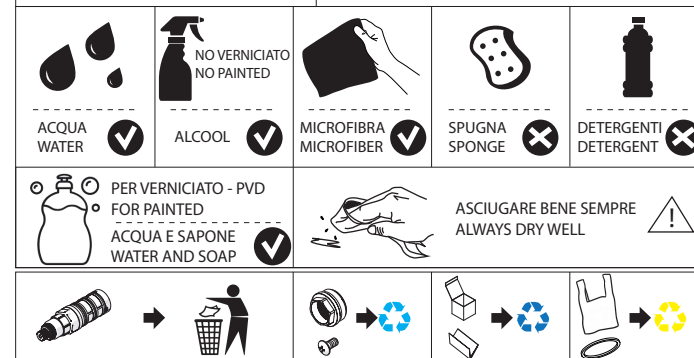 NO VERNICIATO
NO PAINTED
ACQUA
WATER
ALCOOL
MICROFIBRA
MICROFIBER
SPUGNA
SPONGE
DETERGENTI
DETERGENT
PER VERNICIATO - PVD
FOR PAINTED
ACQUA E SAPONE
WATER AND SOAP
ASCIUGARE BENE SEMPRE
ALWAYS DRY WELL
!